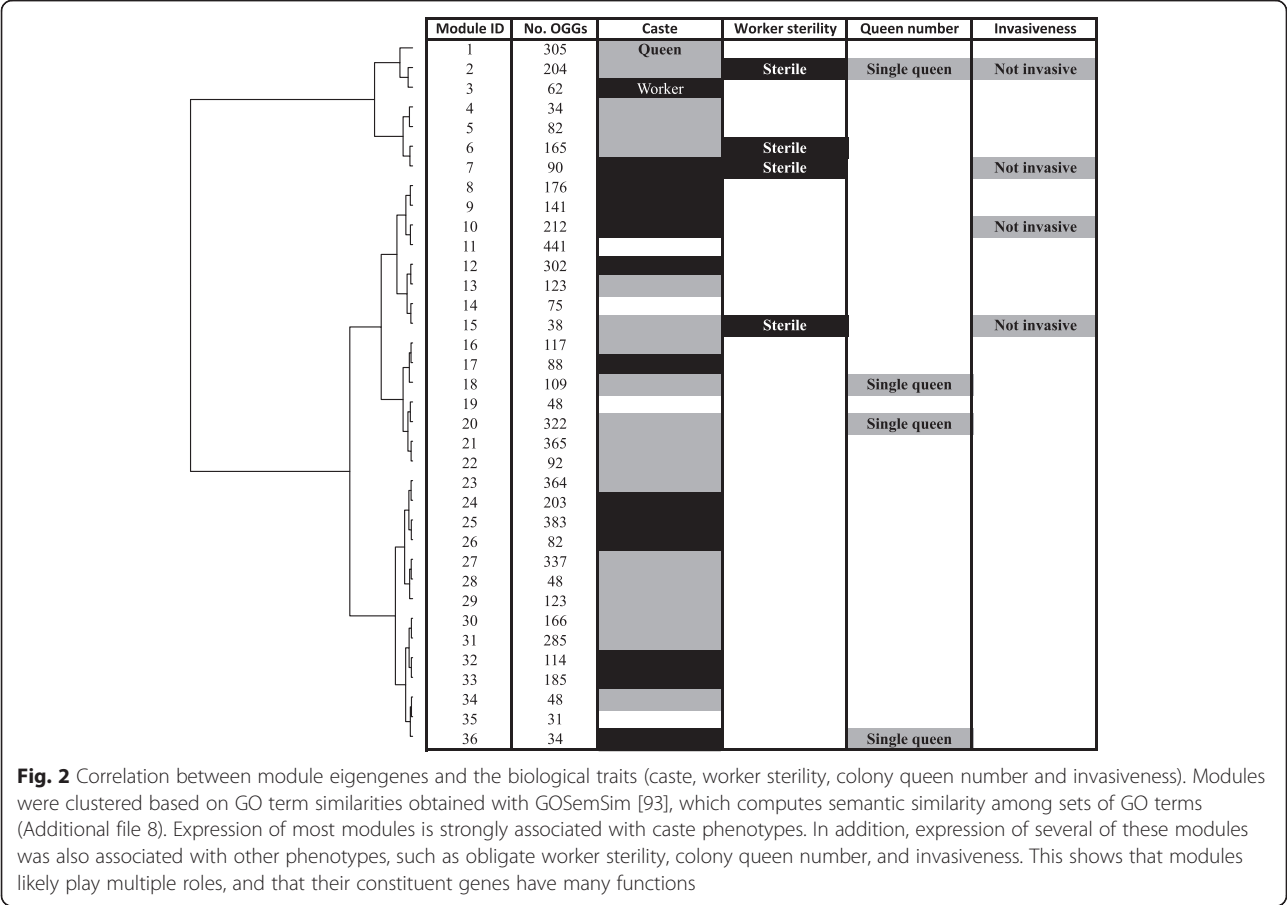 Module ID No. OGGs Caste Worker sterility Queen number Invasiveness
1 305 Queen
2 204 Sterile Single queen Not invasive
3 62 Worker
4 34
5 82
6 165 Sterile
7 90 Sterile Not invasive
8 176
9 141
10 212 Not invasive
11 441
12 302
13 123
14 75
15 38 Sterile Not invasive
16 117
17 88
18 109 Single queen
19 48
20 322 Single queen
21 365
22 92
23 364
24 203
25 383
26 82
27 337
28 48
29 123
30 166
31 285
32 114
33 185
34 48
35 31
36 34 Single queen
Fig. 2 Correlation between module eigengenes and the biological traits (caste, worker sterility, colony queen number and invasiveness). Modules
were clustered based on GO term similarities obtained with GOSemSim [93], which computes semantic similarity among sets of GO terms
(Additional file 8). Expression of most modules is strongly associated with caste phenotypes. In addition, expression of several of these modules
was also associated with other phenotypes, such as obligate worker sterility, colony queen number, and invasiveness. This shows that modules
likely play multiple roles, and that their constituent genes have many functions